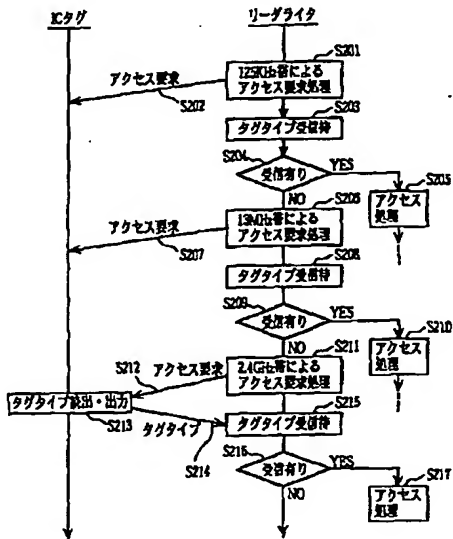 ICタグ
リーダライタ
S201
125KHz帯による
アクセス要求処理
アクセス要求
S202
S203
タグタイプ受信待
S204
受信有り
YES
S205
アクセス
処理
NO
S206
13MHz帯による
アクセス要求処理
アクセス要求
S207
S208
タグタイプ受信待
S209
受信有り
YES
S210
アクセス
処理
NO
S211
2.4GHz帯による
アクセス要求処理
S212
アクセス要求
タグタイプ読出・出力
S213
タグタイプ
S214
S215
タグタイプ受信待
S216
受信有り
YES
S217
アクセス
処理
NO